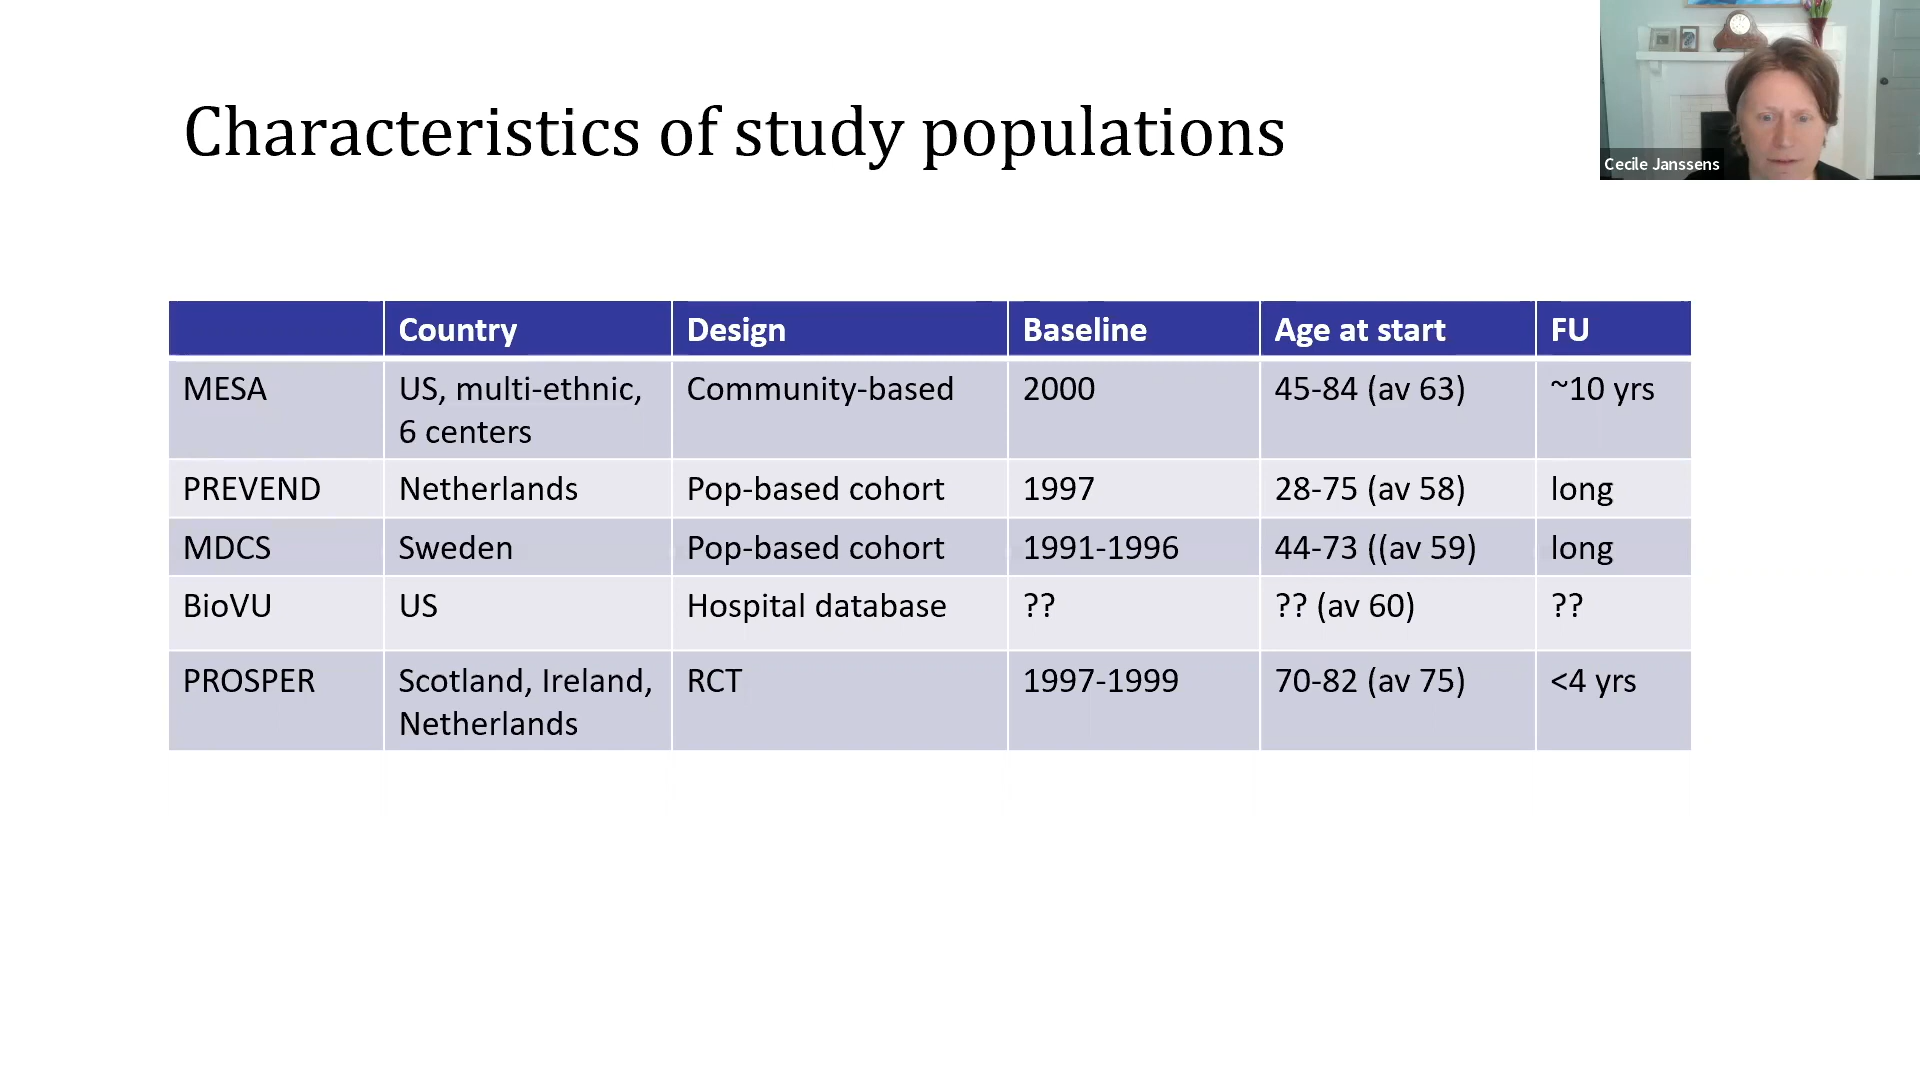 Characteristics of study populations
Cecile Janssens
Country Design Baseline Age at start FU
MESA US, multi-ethnic, Community-based 2000 45-84 (av 63) ~10 yrs
6 centers
PREVEND Netherlands Pop-based cohort 1997 28-75 (av 58) long
MDCS Sweden Pop-based cohort 1991-1996 44-73 ((av 59) long
BioVU US Hospital database ?? ?? (av 60) ??
PROSPER Scotland, Ireland, RCT 1997-1999 70-82 (av 75) <4 yrs
Netherlands